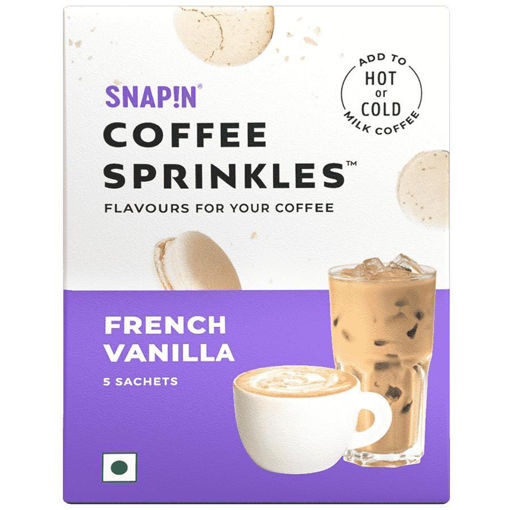 SNAP!N®
COFFEE
SPRINKLES™
FLAVOURS FOR YOUR COFFEE
ADD TO
HOT
or
COLD
MILK COFFEE
FRENCH
VANILLA
5 SACHETS